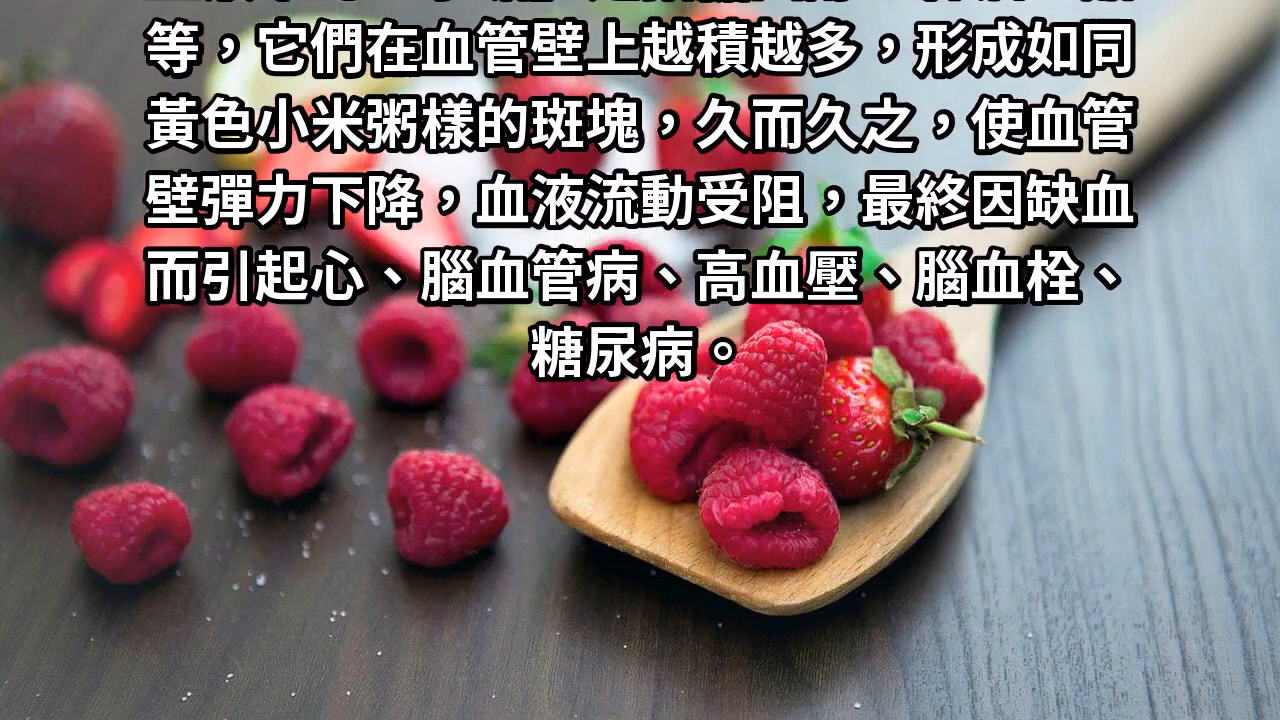 等，它們在血管壁上越積越多，形成如同
黃色小米粥樣的斑塊，久而久之，使血管
壁彈力下降，血液流動受阻，最終因缺血
而引起心、腦血管病、高血壓、腦血栓、
糖尿病。